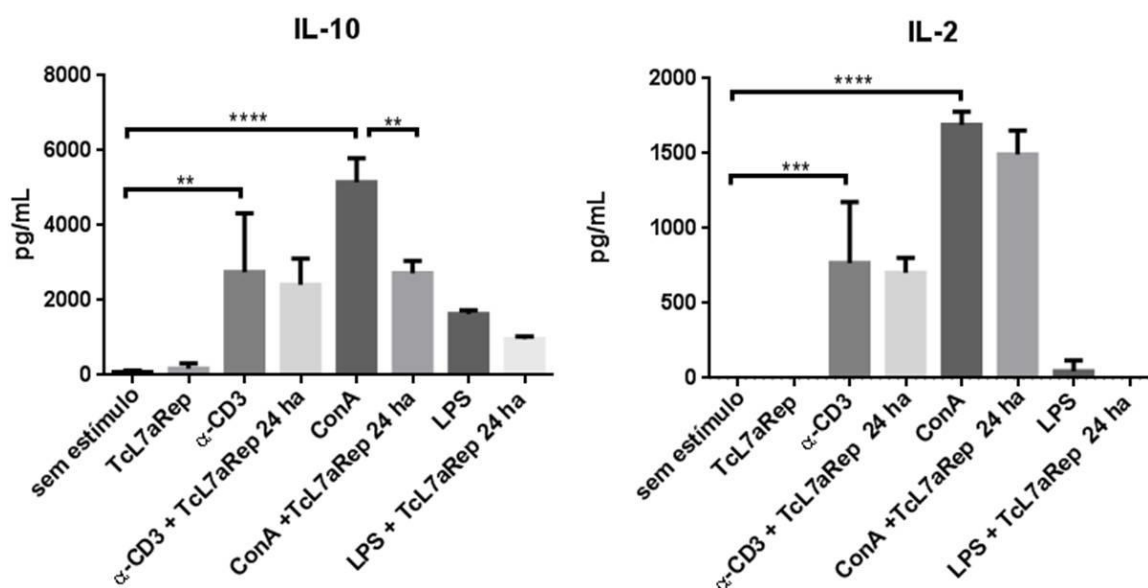 IL-10
8000
6000
4000
2000
0
pg/mL
****
**
**
sem estímulo
TcL7aRep
α-CD3
α-CD3 + TcL7aRep 24 ha
ConA
ConA +TcL7aRep 24 ha
LPS
LPS + TcL7aRep 24 ha
IL-2
2000
1500
1000
500
0
pg/mL
****
***
sem estímulo
TcL7aRep
α-CD3
α-CD3 + TcL7aRep 24 ha
ConA
ConA +TcL7aRep 24 ha
LPS
LPS + TcL7aRep 24 ha